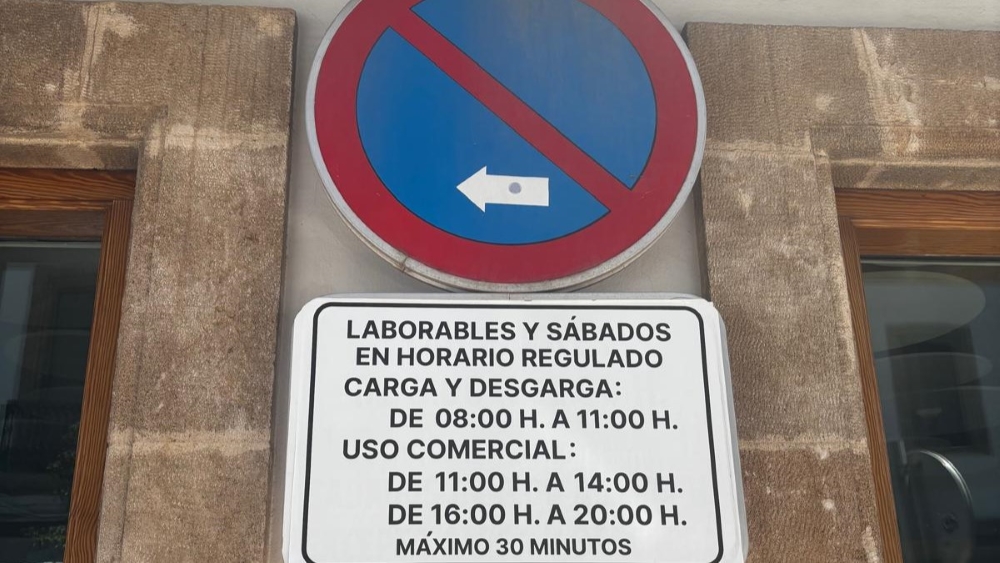 LABORABLES Y SÁBADOS
EN HORARIO REGULADO
CARGA Y DESGARGA:
DE 08:00 H. A 11:00 H.
USO COMERCIAL:
DE 11:00 H. A 14:00 H.
DE 16:00 H. A 20:00 H.
MÁXIMO 30 MINUTOS